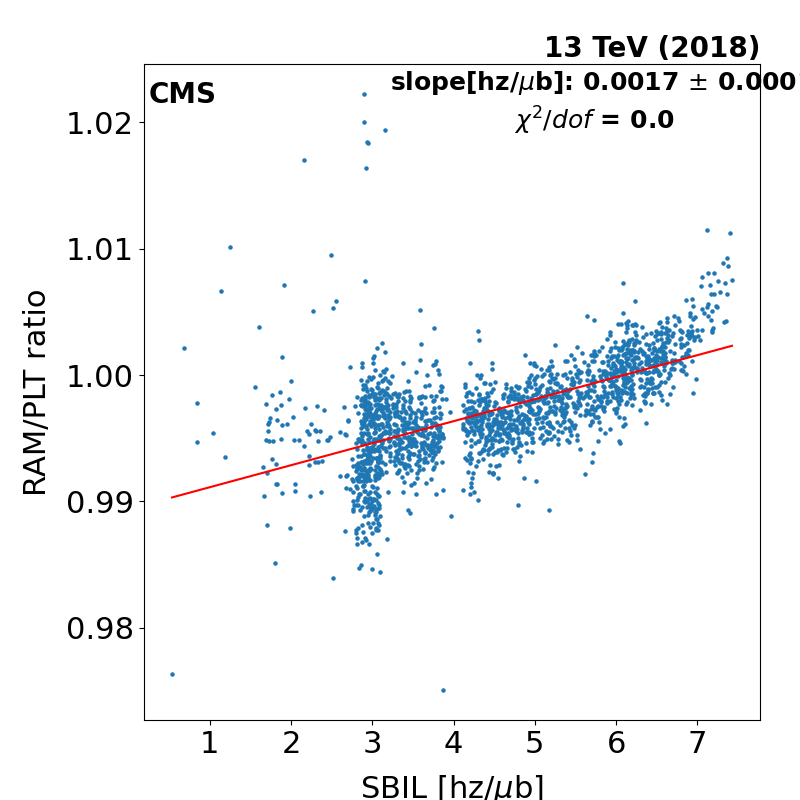 13 TeV (2018)
CMS
slope[hz/μb]: 0.0017 ± 0.000
χ²/dof = 0.0
1.02
1.01
1.00
0.99
0.98
RAM/PLT ratio
1 2 3 4 5 6 7
SBIL [hz/μb]